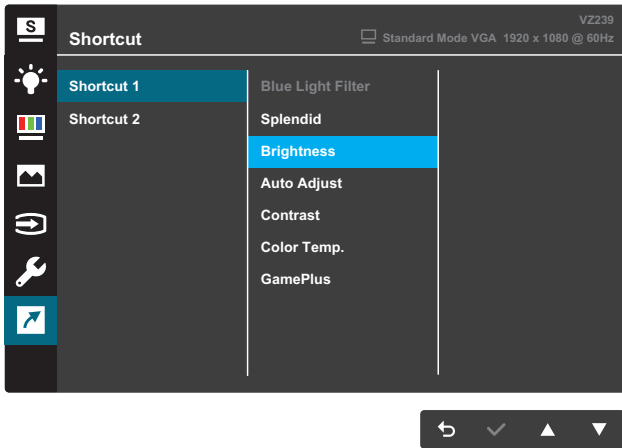 S
VZ239
Shortcut
Standard Mode VGA 1920 x 1080 @ 60Hz
Shortcut 1
Shortcut 2
Blue Light Filter
Splendid
Brightness
Auto Adjust
Contrast
Color Temp.
GamePlus